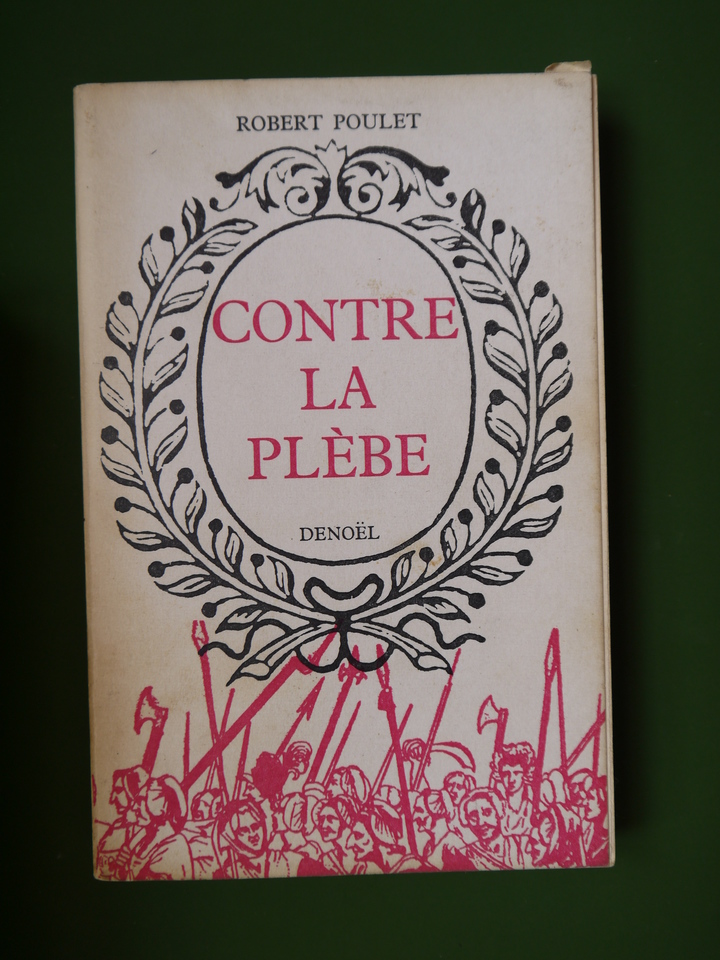 ROBERT POULET
CONTRE
LA
PLÈBE
DENOËL